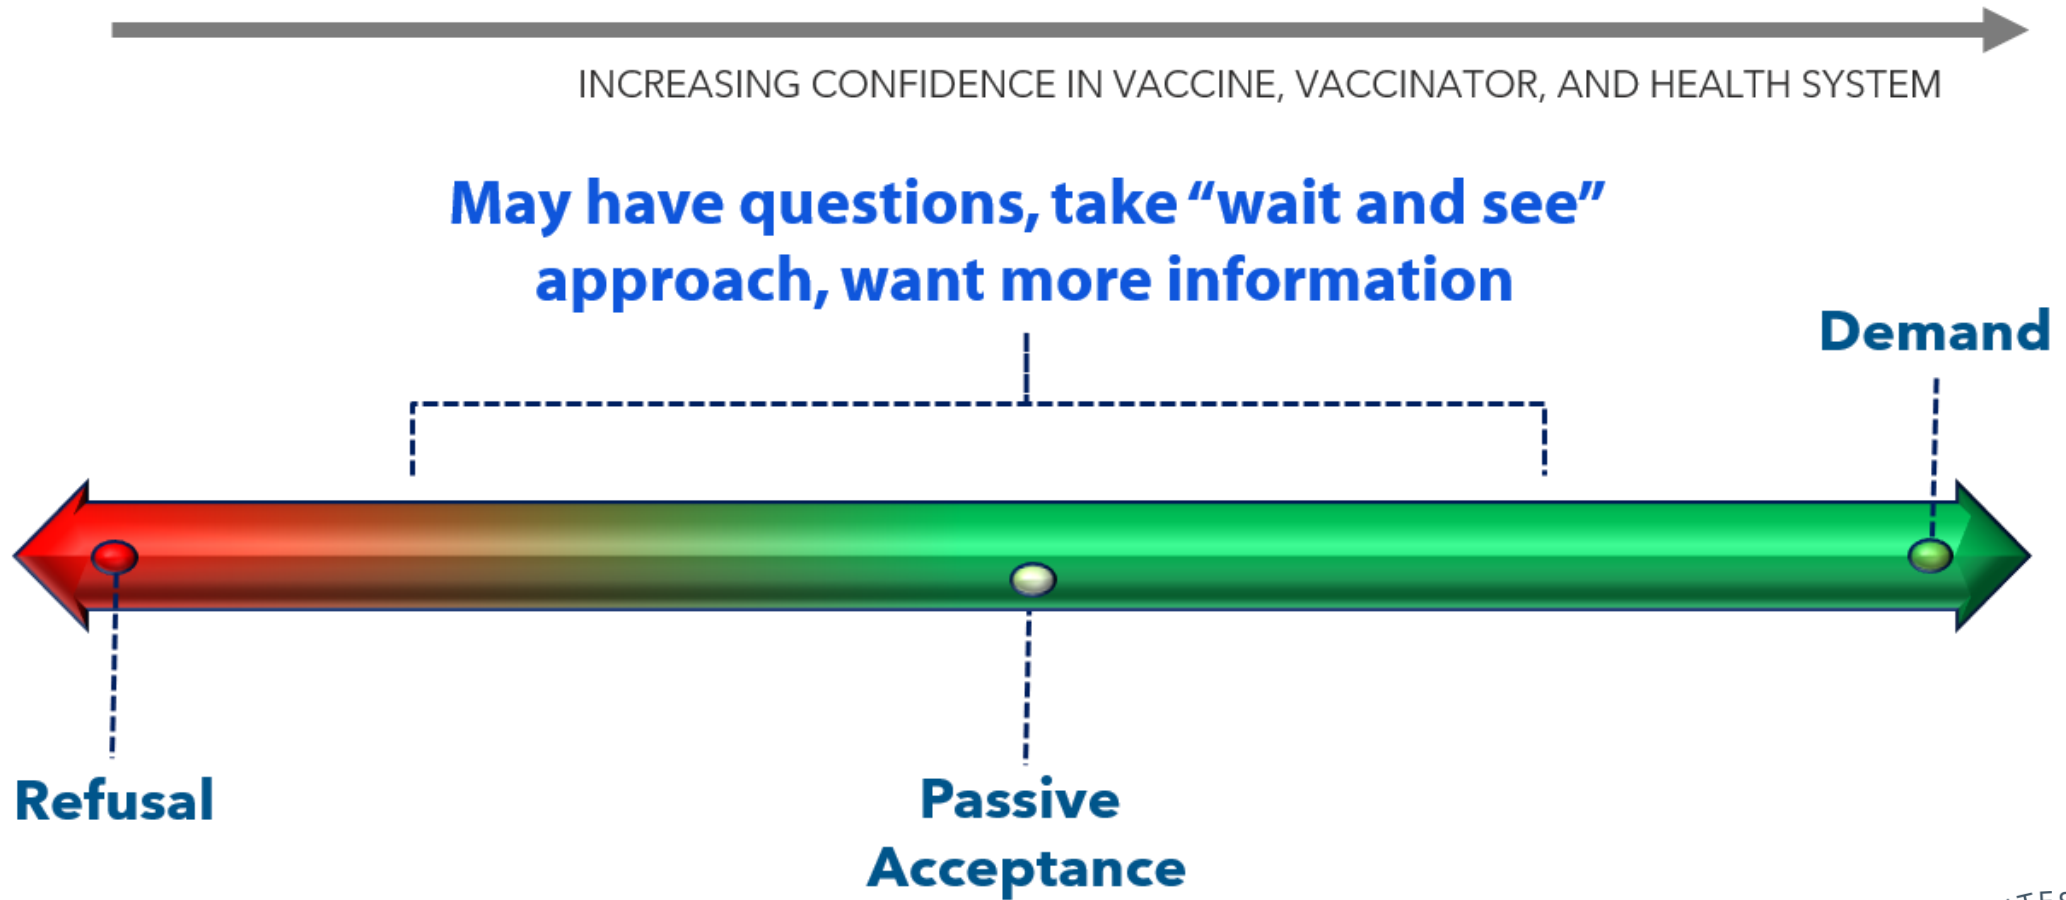 INCREASING CONFIDENCE IN VACCINE, VACCINATOR, AND HEALTH SYSTEM
May have questions, take “wait and see”
approach, want more information
Demand
Refusal
Passive
Acceptance